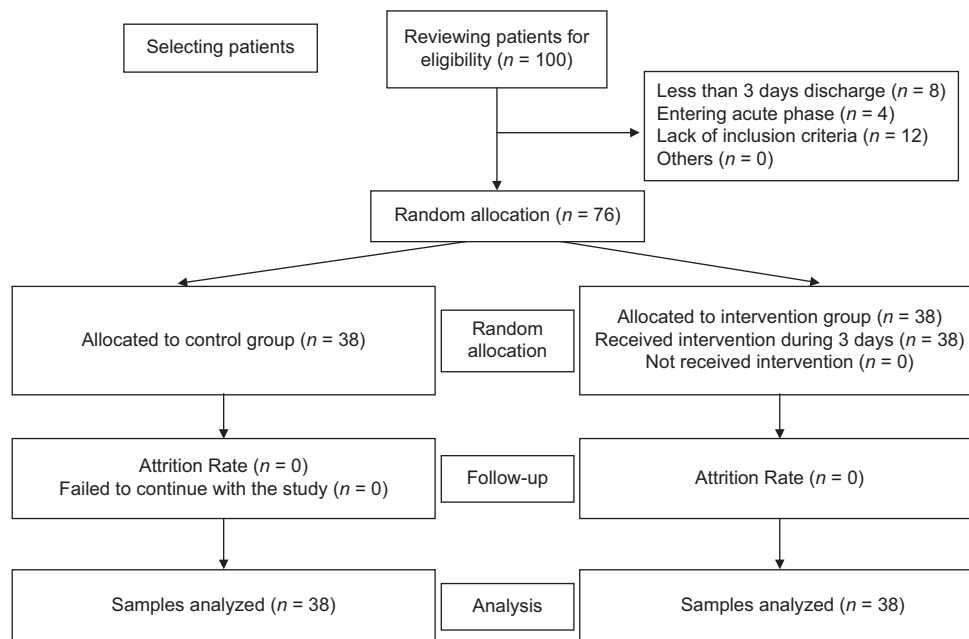 Selecting patients
Reviewing patients for
eligibility (n = 100)
Less than 3 days discharge (n = 8)
Entering acute phase (n = 4)
Lack of inclusion criteria (n = 12)
Others (n = 0)
Random allocation (n = 76)
Allocated to control group (n = 38)
Random
allocation
Allocated to intervention group (n = 38)
Received intervention during 3 days (n = 38)
Not received intervention (n = 0)
Attrition Rate (n = 0)
Failed to continue with the study (n = 0)
Follow-up
Attrition Rate (n = 0)
Samples analyzed (n = 38)
Analysis
Samples analyzed (n = 38)